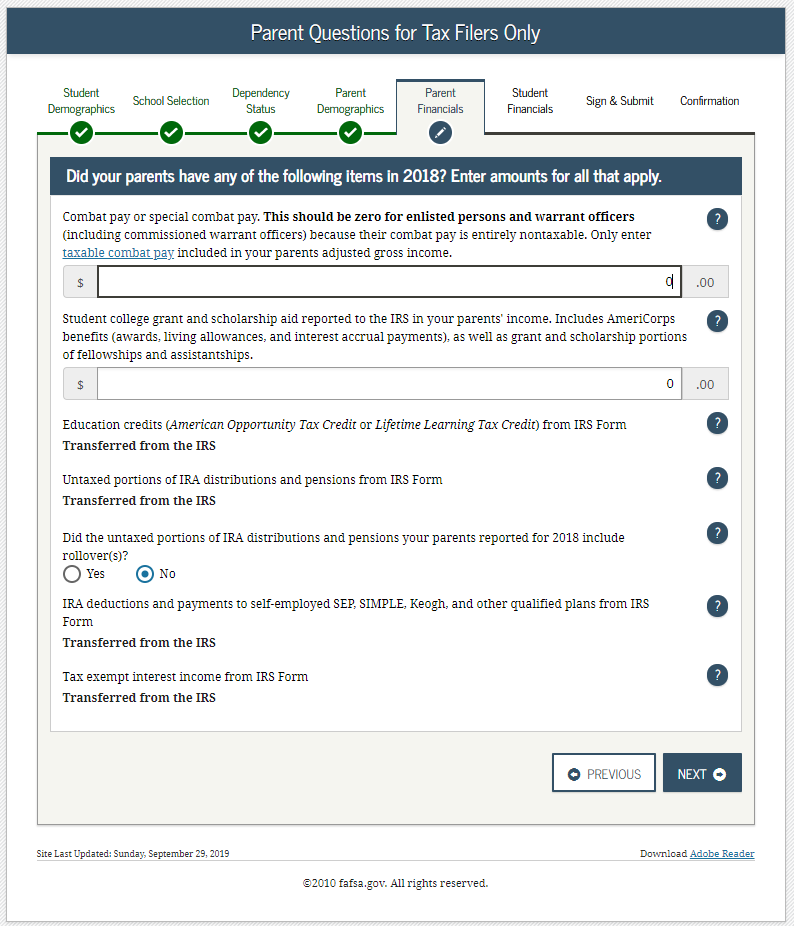 Parent Questions for Tax Filers Only
Student
Demographics
School Selection
Dependency
Status
Parent
Demographics
Parent
Financials
Student
Financials
Sign & Submit
Confirmation
Did your parents have any of the following items in 2018? Enter amounts for all that apply.
Combat pay or special combat pay. This should be zero for enlisted persons and warrant officers
(including commissioned warrant officers) because their combat pay is entirely nontaxable. Only enter
taxable combat pay included in your parents adjusted gross income.
?
$ 0 .00
Student college grant and scholarship aid reported to the IRS in your parents' income. Includes AmeriCorps
benefits (awards, living allowances, and interest accrual payments), as well as grant and scholarship portions
of fellowships and assistantships.
?
$ 0 .00
Education credits (American Opportunity Tax Credit or Lifetime Learning Tax Credit) from IRS Form
?
Transferred from the IRS
Untaxed portions of IRA distributions and pensions from IRS Form
?
Transferred from the IRS
Did the untaxed portions of IRA distributions and pensions your parents reported for 2018 include
rollover(s)?
?
Yes No
IRA deductions and payments to self-employed SEP, SIMPLE, Keogh, and other qualified plans from IRS
Form
?
Transferred from the IRS
Tax exempt interest income from IRS Form
?
Transferred from the IRS
PREVIOUS
NEXT
Site Last Updated: Sunday, September 29, 2019
Download Adobe Reader
©2010 fafsa.gov. All rights reserved.